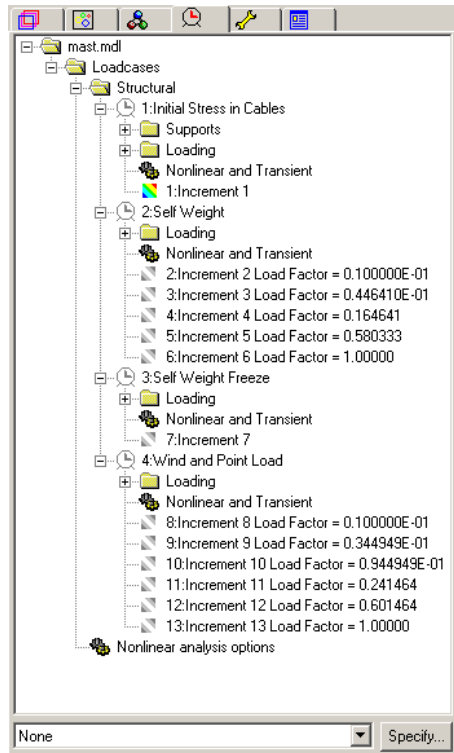 mast.mdl
Loadcases
Structural
1:Initial Stress in Cables
Supports
Loading
Nonlinear and Transient
1:Increment 1
2:Self Weight
Loading
Nonlinear and Transient
2:Increment 2 Load Factor = 0.100000E-01
3:Increment 3 Load Factor = 0.446410E-01
4:Increment 4 Load Factor = 0.164641
5:Increment 5 Load Factor = 0.580333
6:Increment 6 Load Factor = 1.00000
3:Self Weight Freeze
Loading
Nonlinear and Transient
7:Increment 7
4:Wind and Point Load
Loading
Nonlinear and Transient
8:Increment 8 Load Factor = 0.100000E-01
9:Increment 9 Load Factor = 0.344949E-01
10:Increment 10 Load Factor = 0.944949E-01
11:Increment 11 Load Factor = 0.241464
12:Increment 12 Load Factor = 0.601464
13:Increment 13 Load Factor = 1.00000
Nonlinear analysis options
None Specify...